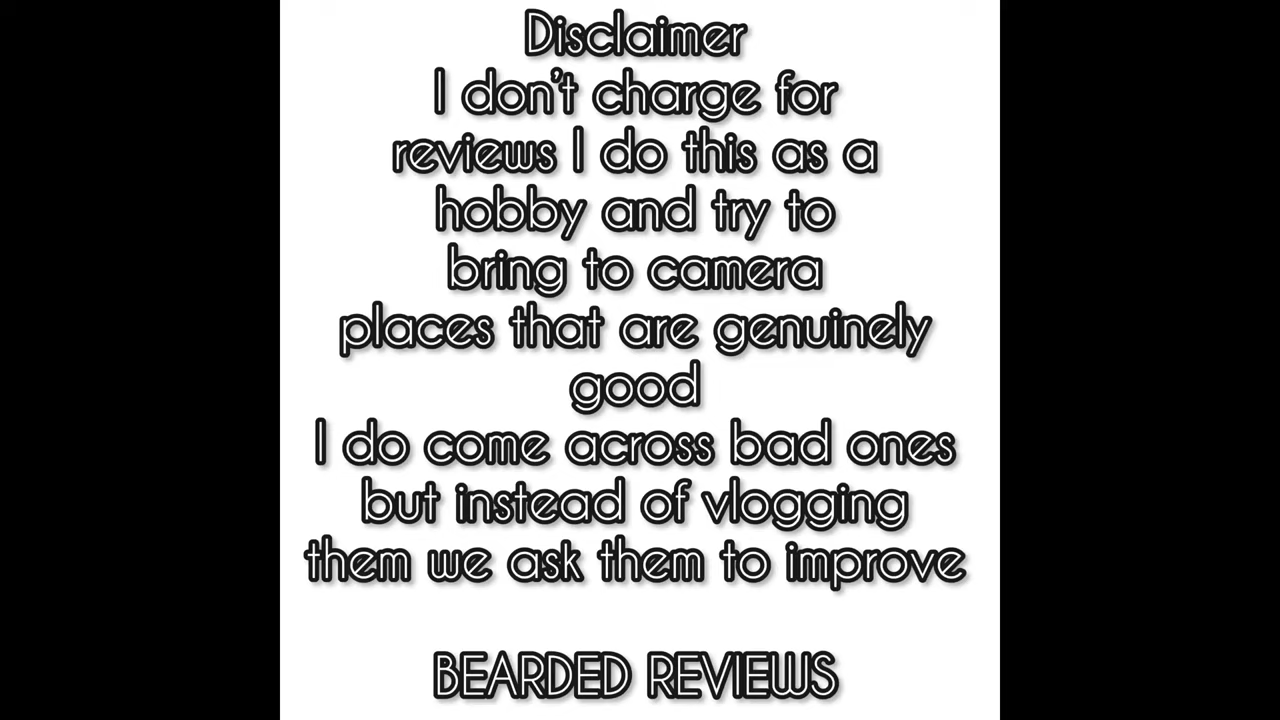 Disclaimer
I don't charge for
reviews I do this as a
hobby and try to
bring to camera
places that are genuinely
good
I do come across bad ones
but instead of vlogging
them we ask them to improve
BEARDED REVIEWS